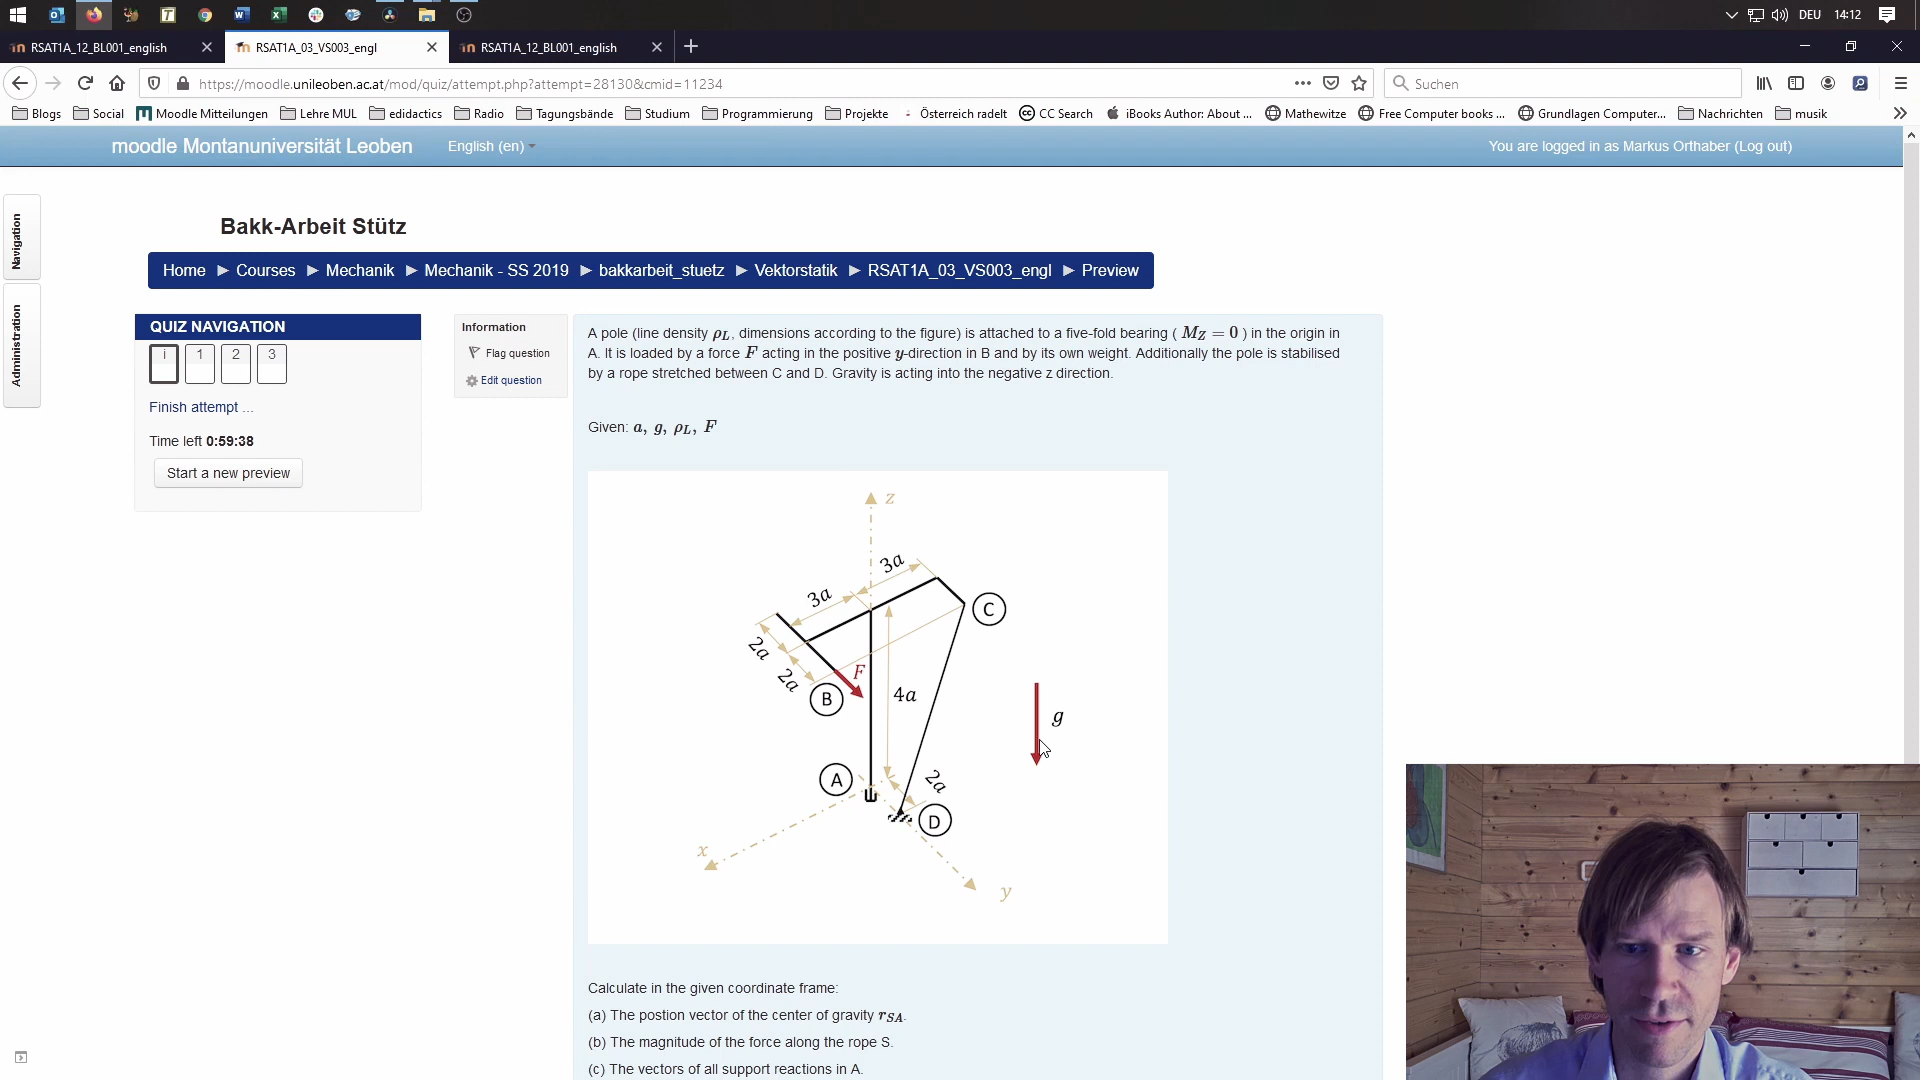 DEU 14:12
RSAT1A_12_BL001_english
RSAT1A_03_VS003_engl
RSAT1A_12_BL001_english
https://moodle.unileoben.ac.at/mod/quiz/attempt.php?attempt=28130&cmid=11234
Suchen
Blogs Social Moodle Mitteilungen Lehre MUL edidactics Radio Tagungsbände Studium Programmierung Projekte Österreich radelt CC Search iBooks Author: About ... Mathewitze Free Computer books ... Grundlagen Computer... Nachrichten musik
moodle Montanuniversität Leoben English (en) You are logged in as Markus Orthaber (Log out)
Navigation
Administration
Bakk-Arbeit Stütz
Home ▶ Courses ▶ Mechanik ▶ Mechanik - SS 2019 ▶ bakkarbeit_stuetz ▶ Vektorstatik ▶ RSAT1A_03_VS003_engl ▶ Preview
QUIZ NAVIGATION
i 1 2 3
Finish attempt ...
Time left 0:59:38
Start a new preview
Information
Flag question
Edit question
A pole (line density ρL, dimensions according to the figure) is attached to a five-fold bearing ( MZ = 0 ) in the origin in
A. It is loaded by a force F acting in the positive y-direction in B and by its own weight. Additionally the pole is stabilised
by a rope stretched between C and D. Gravity is acting into the negative z direction.
Given: a, g, ρL, F
z
3a
3a
C
2a
2a
F
B
4a
g
A
2a
D
x
y
Calculate in the given coordinate frame:
(a) The postion vector of the center of gravity rSA.
(b) The magnitude of the force along the rope S.
(c) The vectors of all support reactions in A.